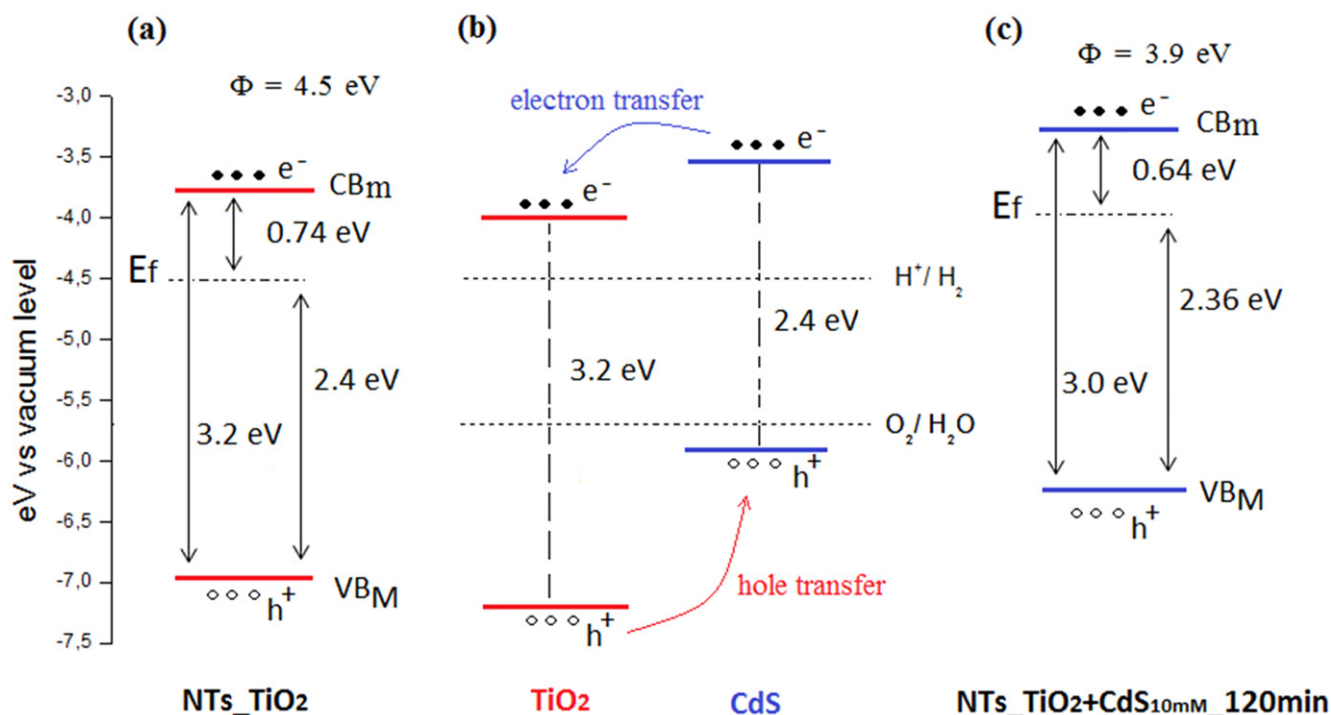 (a)
Φ = 4.5 eV
eV vs vacuum level
-3,0
-3,5
-4,0
-4,5
-5,0
-5,5
-6,0
-6,5
-7,0
-7,5
e⁻
CBm
0.74 eV
Ef
2.4 eV
3.2 eV
VBM
h⁺
NTs_TiO₂
(b)
electron transfer
e⁻
e⁻
H⁺/ H₂
2.4 eV
3.2 eV
O₂/ H₂O
h⁺
hole transfer
h⁺
TiO₂
CdS
(c)
Φ = 3.9 eV
e⁻
CBm
0.64 eV
Ef
2.36 eV
3.0 eV
VBM
h⁺
NTs_TiO₂+CdS₁₀ₘM_120min